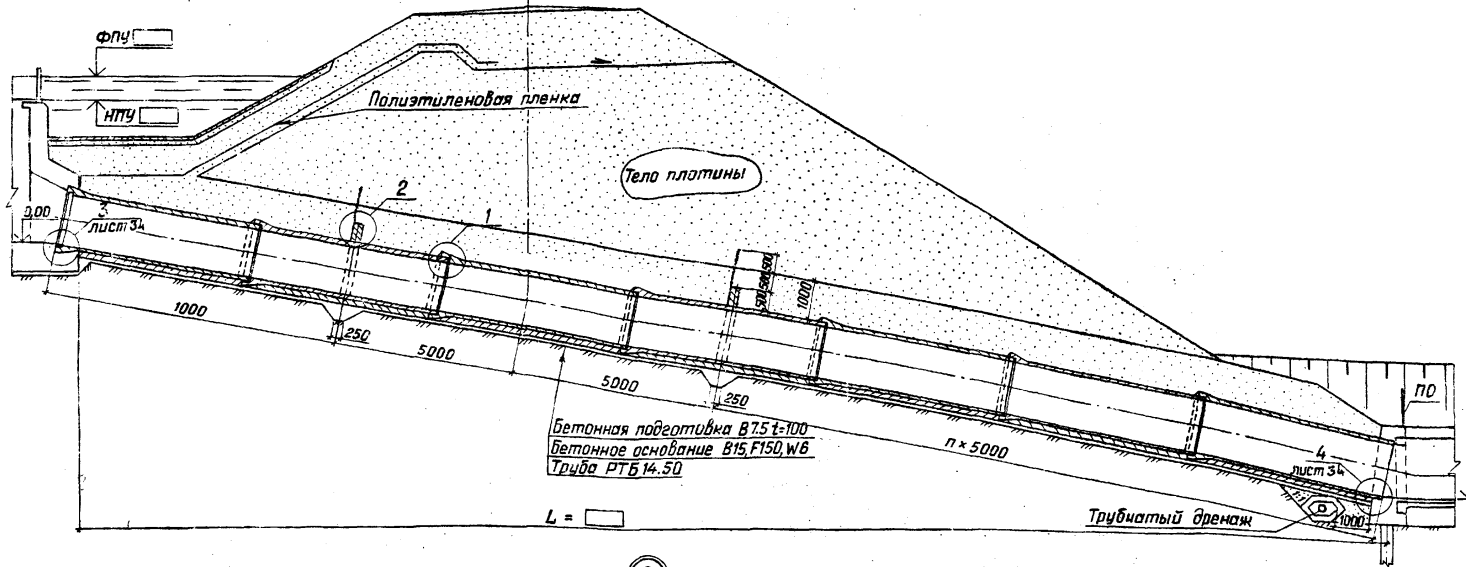 ФПУ
НПУ
Полиэтиленовая пленка
Тело плотины
2
1
3
лист 34
0,00
500
500
500
1000
1000
250
5000
5000
250
n × 5000
Бетонная подготовка В7.5 t=100
Бетонное основание В15, F150, W6
Труба РТБ 14.50
ПО
4
лист 34
1:1
1000
Трубчатый дренаж
L =